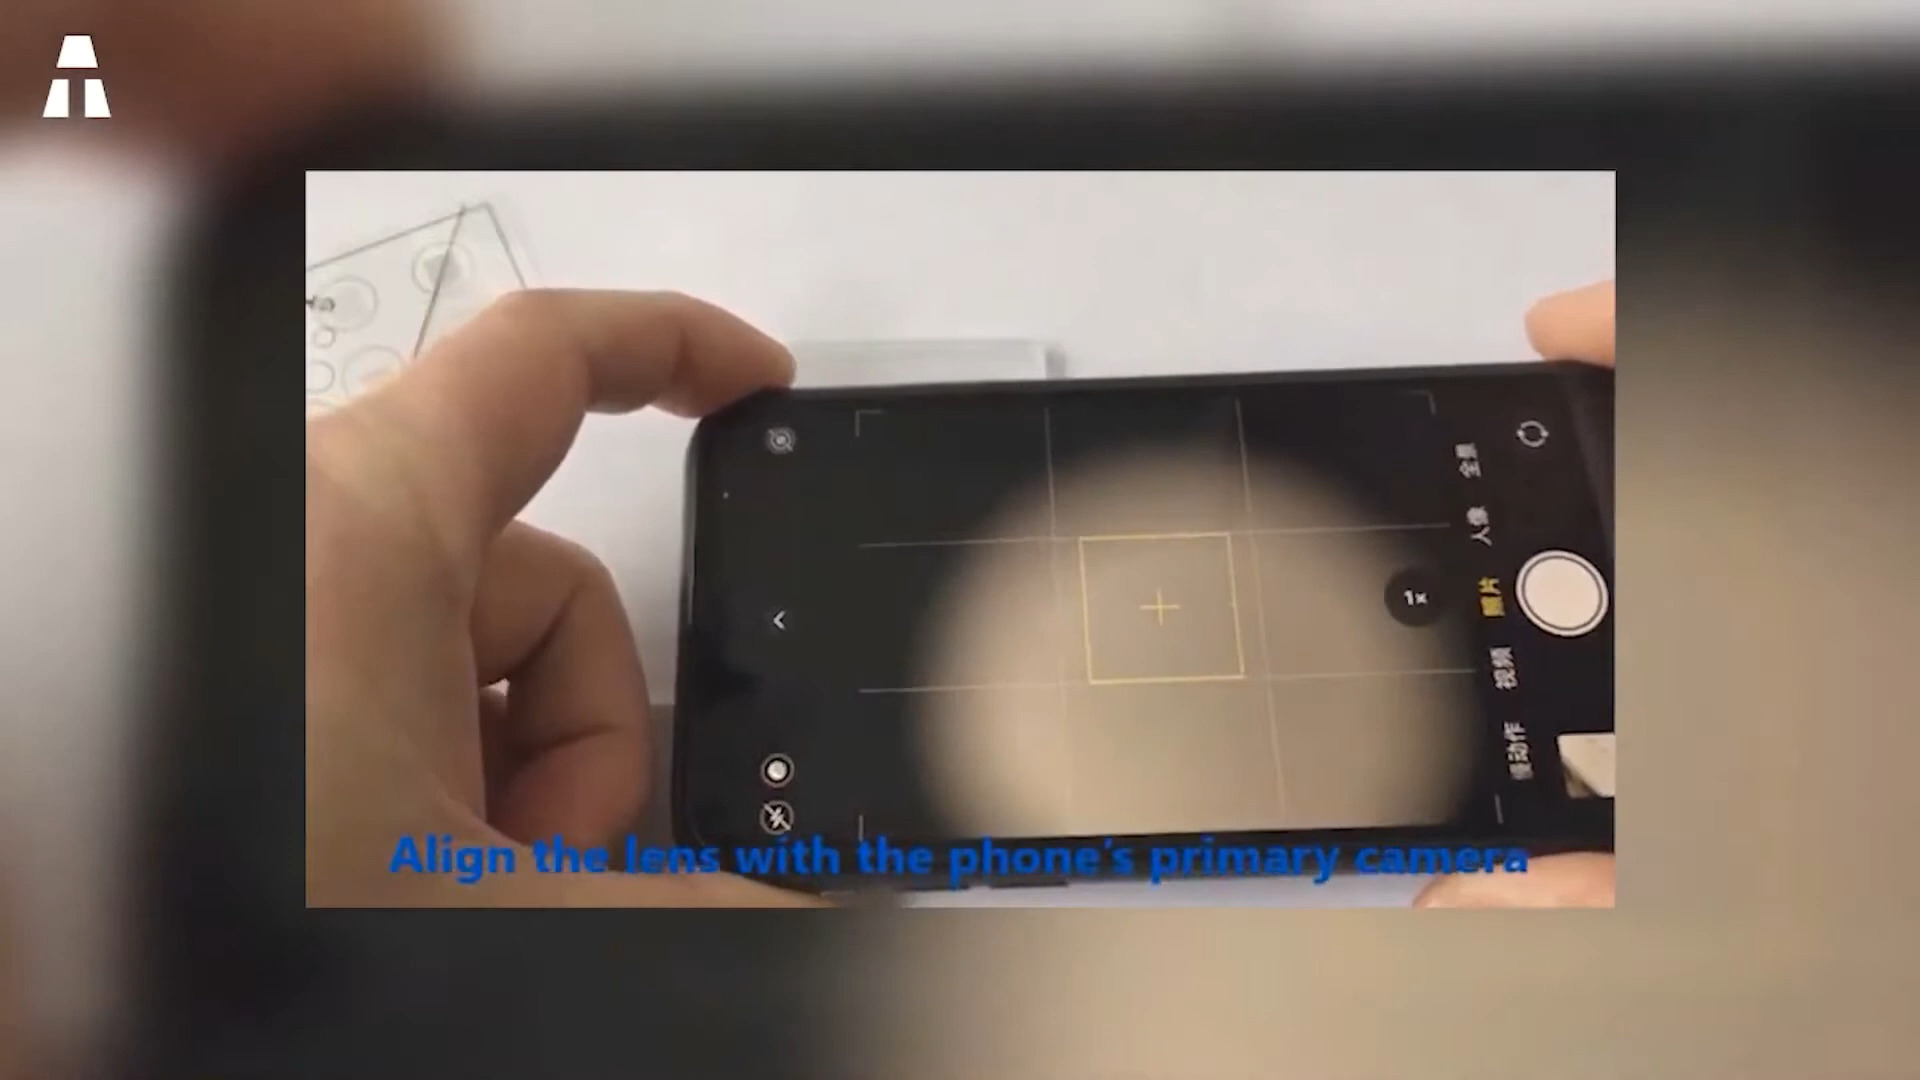 全景
人像
1x
照片
视频
慢动作
Align the lens with the phone's primary camera